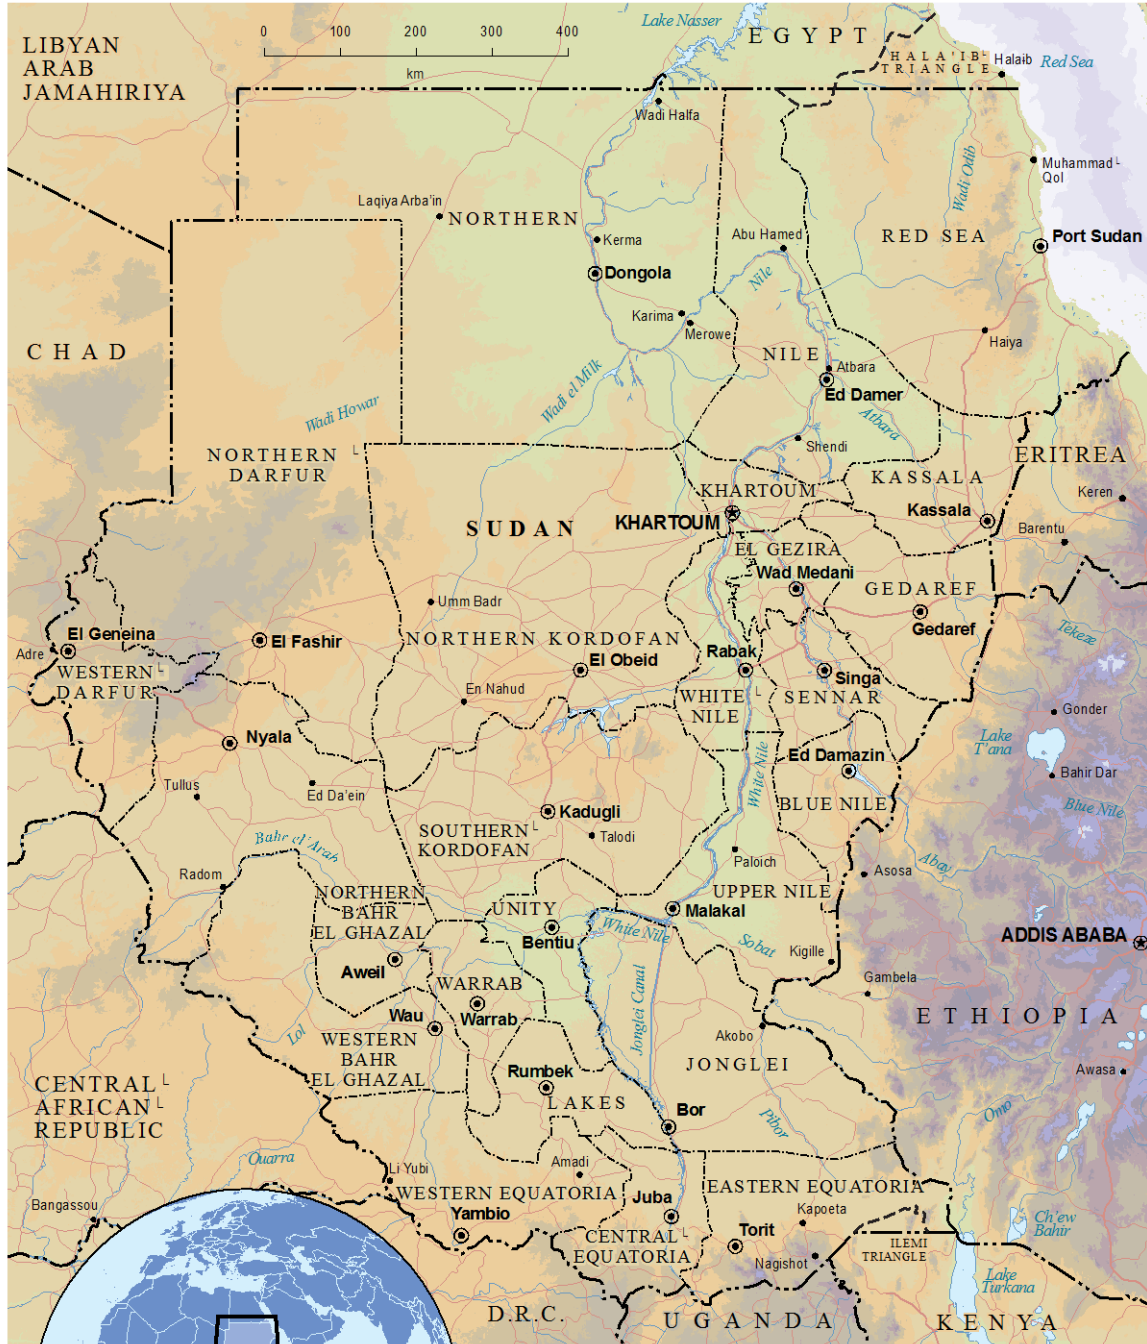 0 100 200 300 400
km
LIBYAN
ARAB
JAMAHIRIYA
Lake Nasser
EGYPT
HALA'IB
TRIANGLE
Halaib
Red Sea
Wadi Halfa
Muhammad
Qol
Wadi Odib
Laqiya Arba'in
NORTHERN
Kerma
Abu Hamed
RED SEA
Port Sudan
Dongola
Nile
Karima
Merowe
Haiya
CHAD
NILE
Atbara
Ed Damer
Wadi el Milk
Wadi Howar
Atbara
Shendi
NORTHERN
DARFUR
ERITREA
KASSALA
KHARTOUM
Keren
SUDAN
KHARTOUM
Kassala
Barentu
EL GEZIRA
Wad Medani
GEDAREF
Umm Badr
Gedaref
Tekeze
El Geneina
El Fashir
NORTHERN KORDOFAN
Adre
El Obeid
Rabak
Singa
WESTERN
DARFUR
En Nahud
WHITE
NILE
SENNAR
Gonder
Nyala
Lake
T'ana
Ed Damazin
White Nile
Bahir Dar
Tullus
Ed Da'ein
BLUE NILE
Blue Nile
Kadugli
SOUTHERN
KORDOFAN
Talodi
Bahr el 'Arab
Paloich
Abay
Asosa
Radom
NORTHERN
BAHR
EL GHAZAL
UPPER NILE
UNITY
Malakal
Bentiu
White Nile
Sobat
ADDIS ABABA
Kigille
Aweil
WARRAB
Warrab
Gambela
Jonglei Canal
Wau
ETHIOPIA
Lol
Akobo
WESTERN
BAHR
EL GHAZAL
JONGLEI
Rumbek
Awasa
CENTRAL
AFRICAN
REPUBLIC
LAKES
Bor
Pibor
Omo
Ouarra
Li Yubi
Amadi
Bangassou
WESTERN EQUATORIA
EASTERN EQUATORIA
Juba
Kapoeta
Yambio
Ch'ew
Bahir
CENTRAL
EQUATORIA
Torit
ILEMI
TRIANGLE
Nagishot
Lake
Turkana
D.R.C.
UGANDA
KENYA